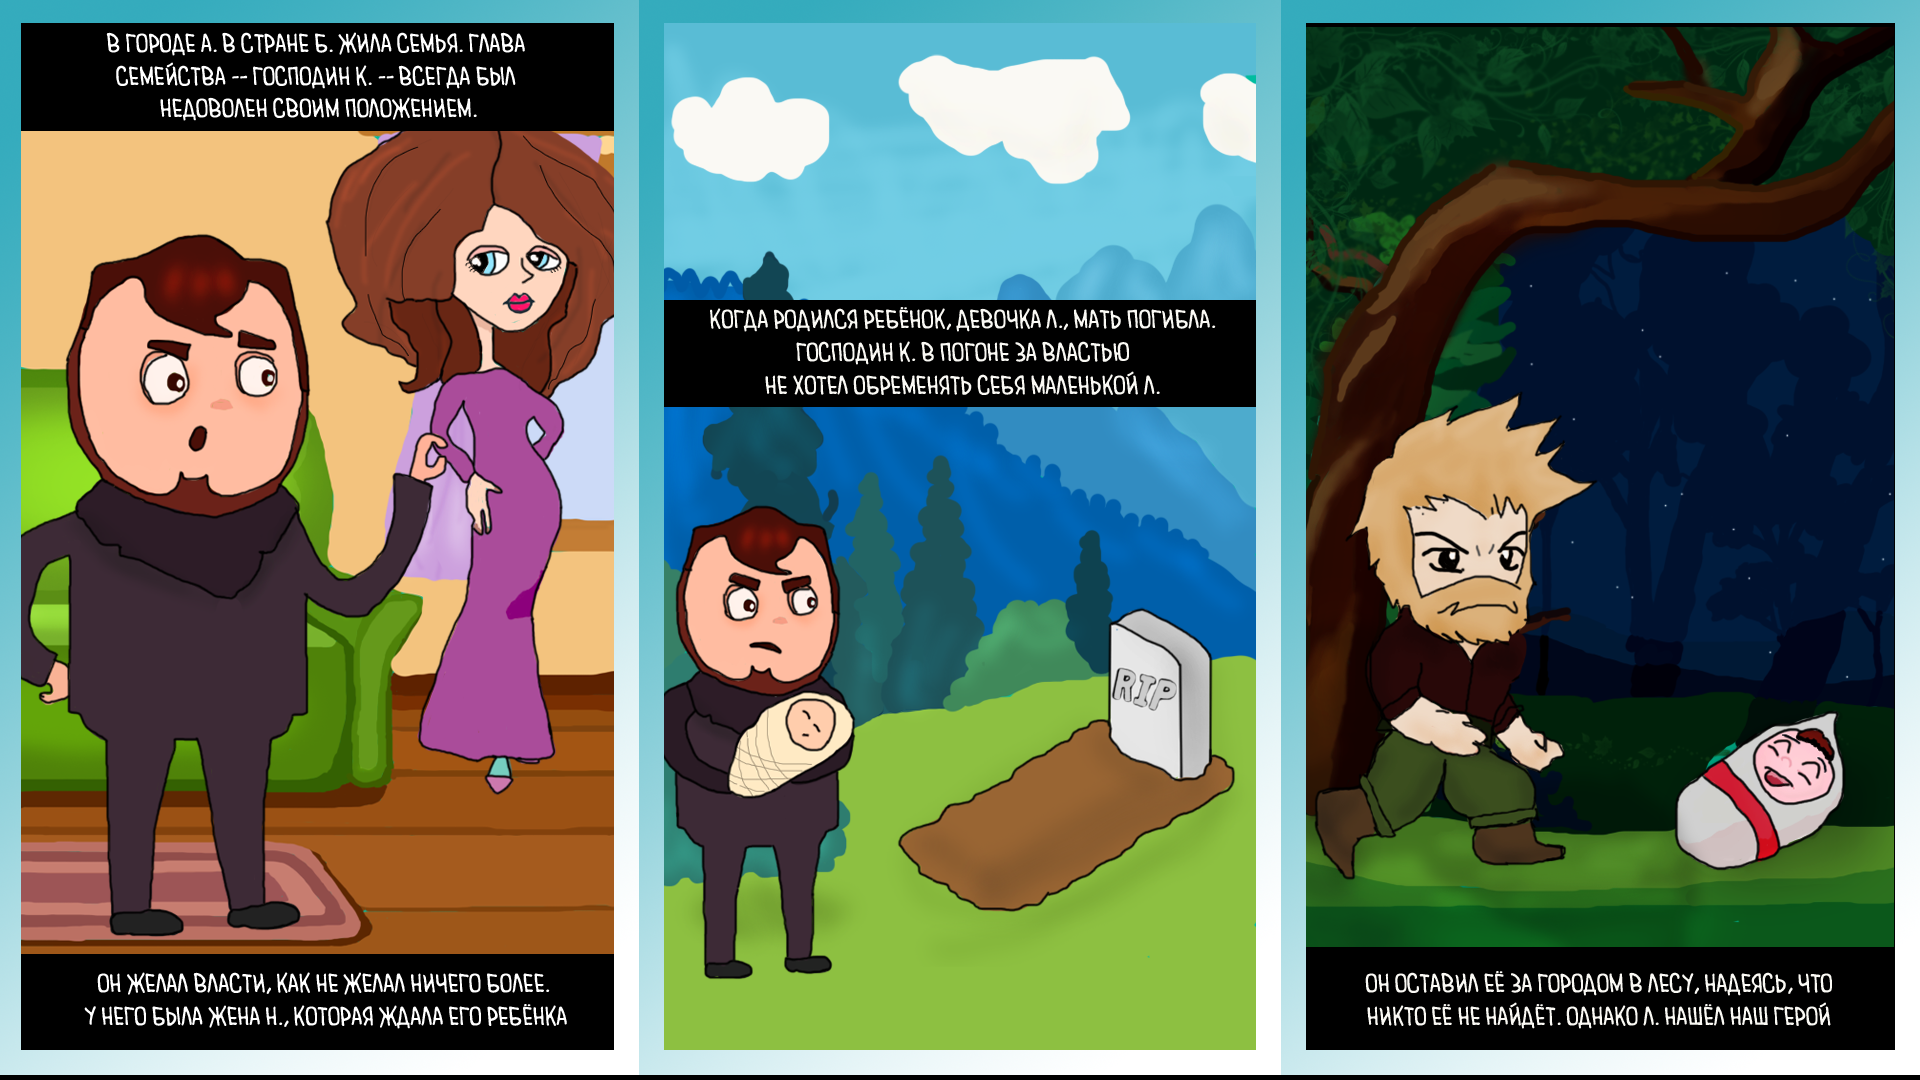 В ГОРОДЕ А. В СТРАНЕ Б. ЖИЛА СЕМЬЯ. ГЛАВА
СЕМЕЙСТВА -- ГОСПОДИН К. -- ВСЕГДА БЫЛ
НЕДОВОЛЕН СВОИМ ПОЛОЖЕНИЕМ.
ОН ЖЕЛАЛ ВЛАСТИ, КАК НЕ ЖЕЛАЛ НИЧЕГО БОЛЕЕ.
У НЕГО БЫЛА ЖЕНА Н., КОТОРАЯ ЖДАЛА ЕГО РЕБЁНКА
КОГДА РОДИЛСЯ РЕБЁНОК, ДЕВОЧКА Л., МАТЬ ПОГИБЛА.
ГОСПОДИН К. В ПОГОНЕ ЗА ВЛАСТЬЮ
НЕ ХОТЕЛ ОБРЕМЕНЯТЬ СЕБЯ МАЛЕНЬКОЙ Л.
RIP
ОН ОСТАВИЛ ЕЁ ЗА ГОРОДОМ В ЛЕСУ, НАДЕЯСЬ, ЧТО
НИКТО ЕЁ НЕ НАЙДЁТ. ОДНАКО Л. НАШЁЛ НАШ ГЕРОЙ